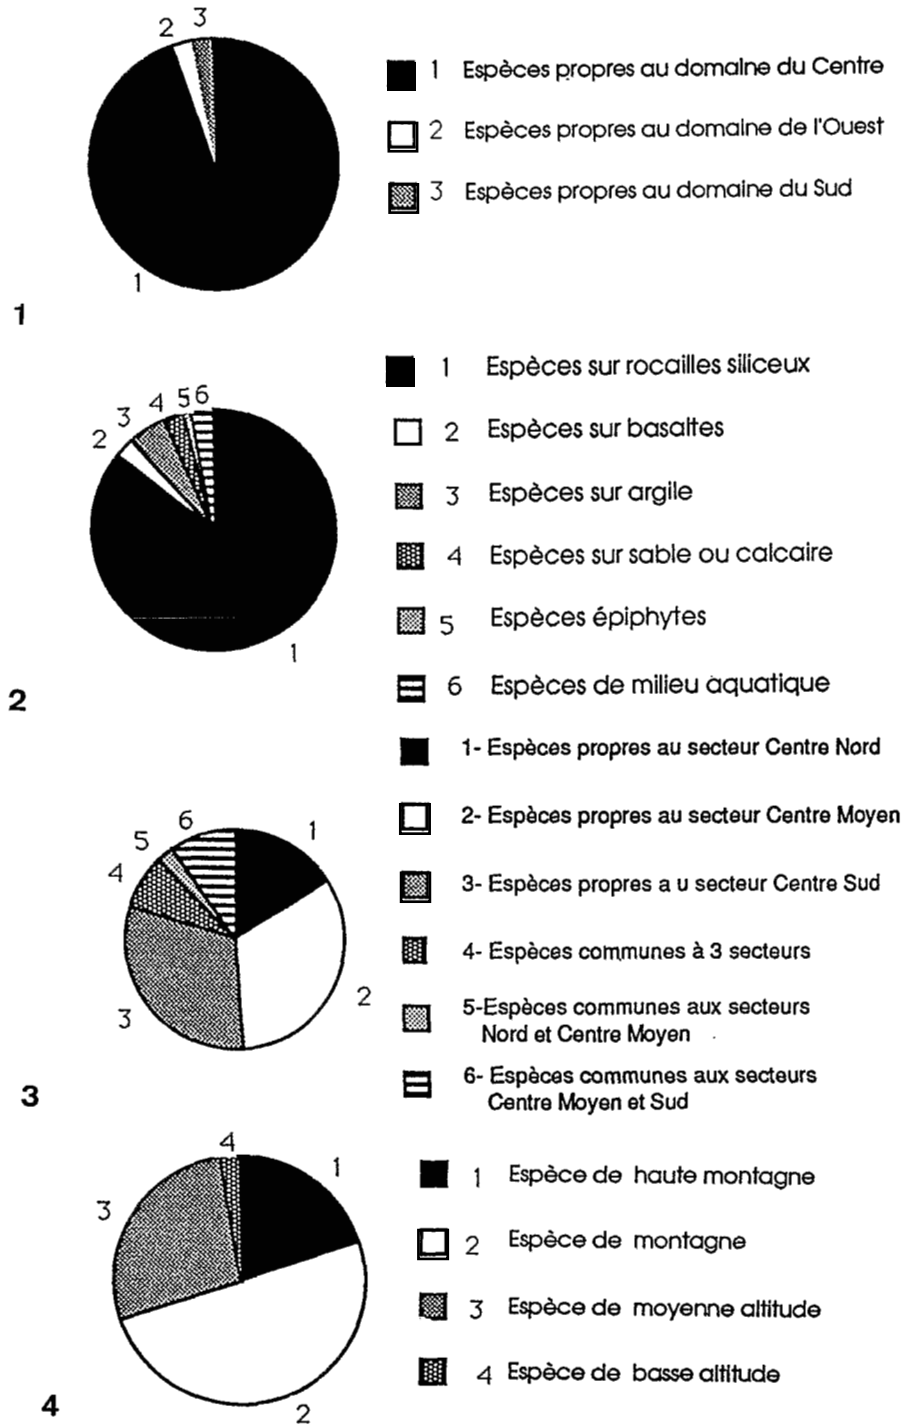 2 3
1
1 Espèces propres au domaine du Centre
2 Espèces propres au domaine de l'Ouest
3 Espèces propres au domaine du Sud
1
2 3 4 5 6
1
1 Espèces sur rocailles siliceux
2 Espèces sur basaltes
3 Espèces sur argile
4 Espèces sur sable ou calcaire
5 Espèces épiphytes
6 Espèces de milieu aquatique
2
1
2
3
4
5
6
1- Espèces propres au secteur Centre Nord
2- Espèces propres au secteur Centre Moyen
3- Espèces propres a u secteur Centre Sud
4- Espèces communes à 3 secteurs
5-Espèces communes aux secteurs
Nord et Centre Moyen
6- Espèces communes aux secteurs
Centre Moyen et Sud
3
4
1
3
2
1 Espèce de haute montagne
2 Espèce de montagne
3 Espèce de moyenne altitude
4 Espèce de basse altitude
4